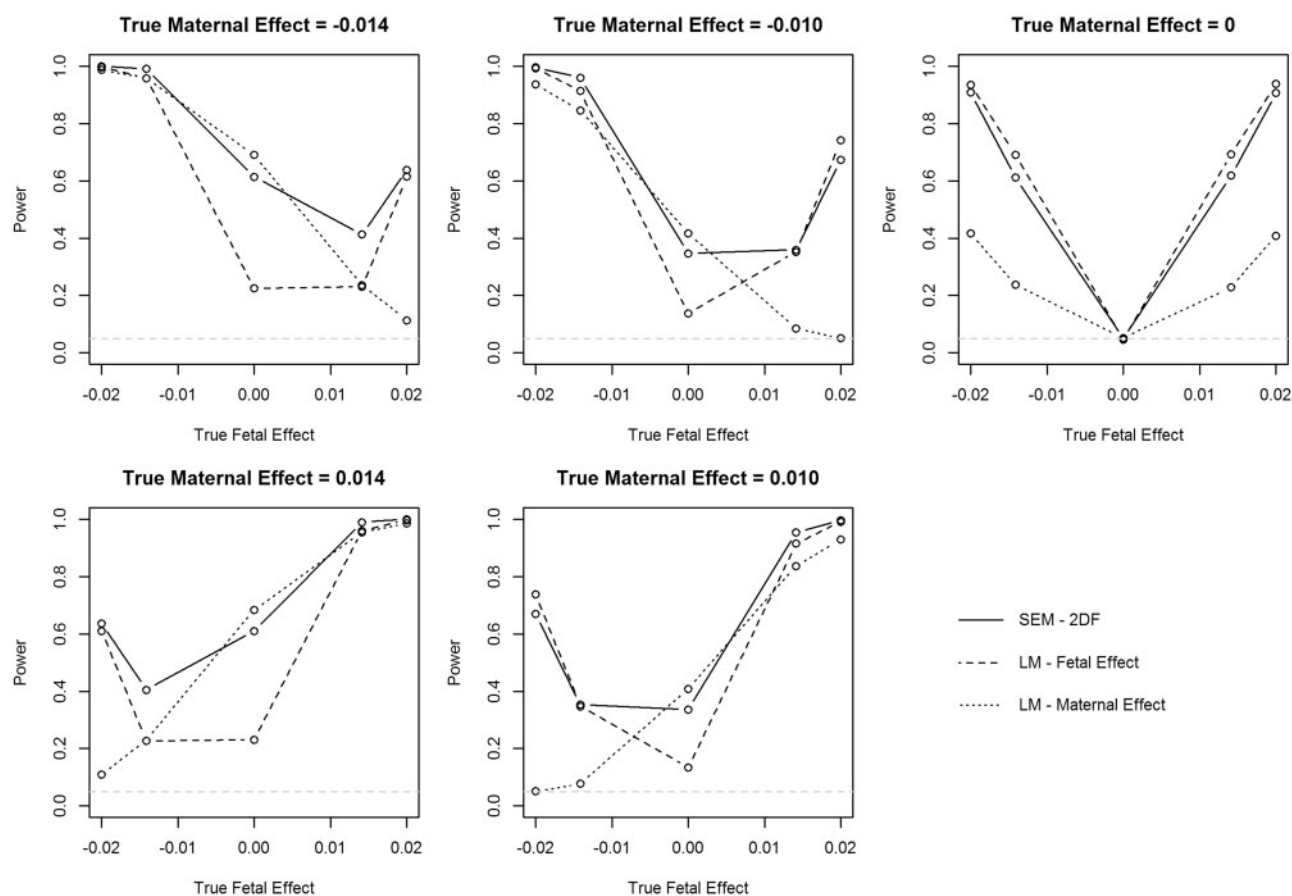 True Maternal Effect = -0.014
Power
1.0
0.8
0.6
0.4
0.2
0.0
-0.02 -0.01 0.00 0.01 0.02
True Fetal Effect
True Maternal Effect = -0.010
Power
1.0
0.8
0.6
0.4
0.2
0.0
-0.02 -0.01 0.00 0.01 0.02
True Fetal Effect
True Maternal Effect = 0
Power
1.0
0.8
0.6
0.4
0.2
0.0
-0.02 -0.01 0.00 0.01 0.02
True Fetal Effect
True Maternal Effect = 0.014
Power
1.0
0.8
0.6
0.4
0.2
0.0
-0.02 -0.01 0.00 0.01 0.02
True Fetal Effect
True Maternal Effect = 0.010
Power
1.0
0.8
0.6
0.4
0.2
0.0
-0.02 -0.01 0.00 0.01 0.02
True Fetal Effect
SEM - 2DF
LM - Fetal Effect
LM - Maternal Effect